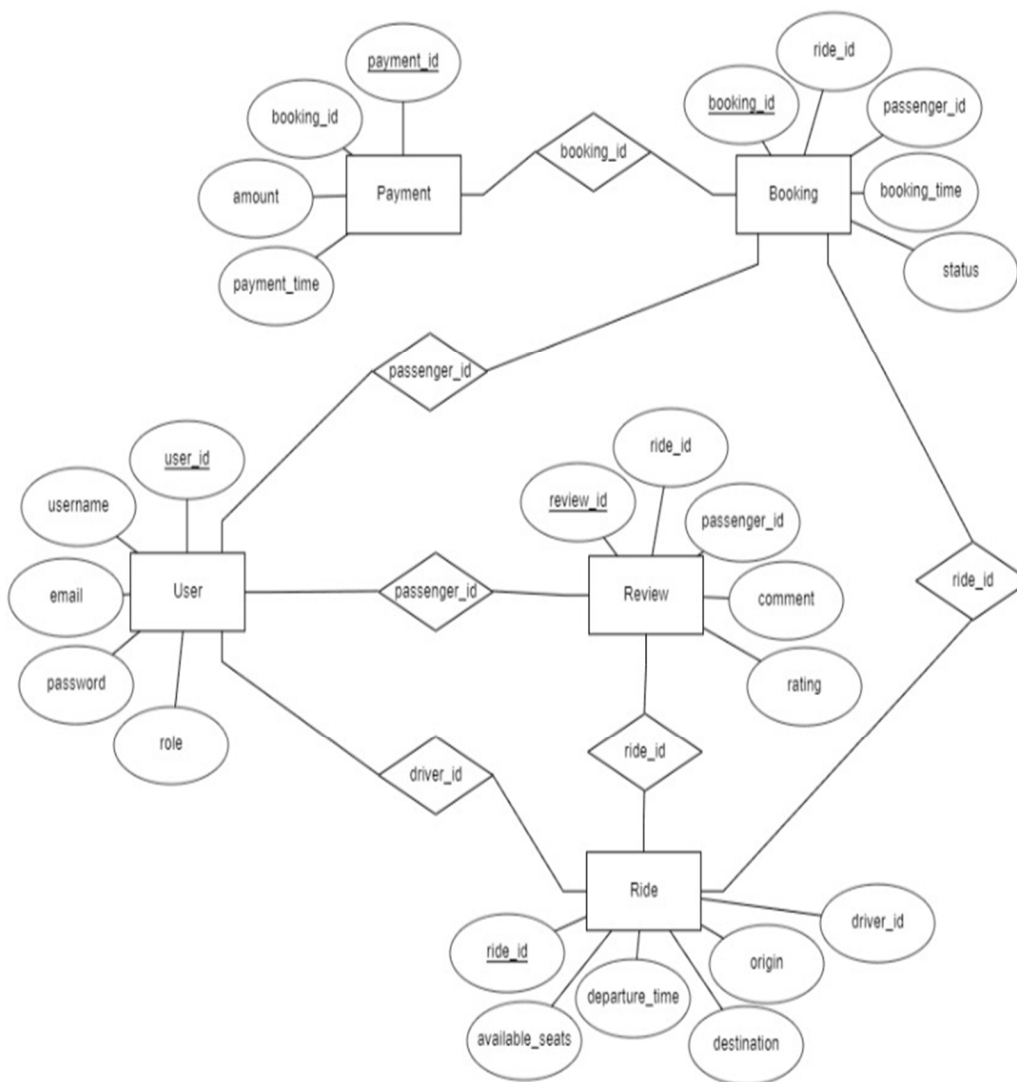 payment_id
booking_id
amount
payment_time
Payment
booking_id
ride_id
booking_id
passenger_id
booking_time
status
Booking
passenger_id
user_id
username
email
password
role
User
passenger_id
ride_id
review_id
passenger_id
comment
rating
Review
ride_id
driver_id
ride_id
Ride
ride_id
available_seats
departure_time
destination
origin
driver_id